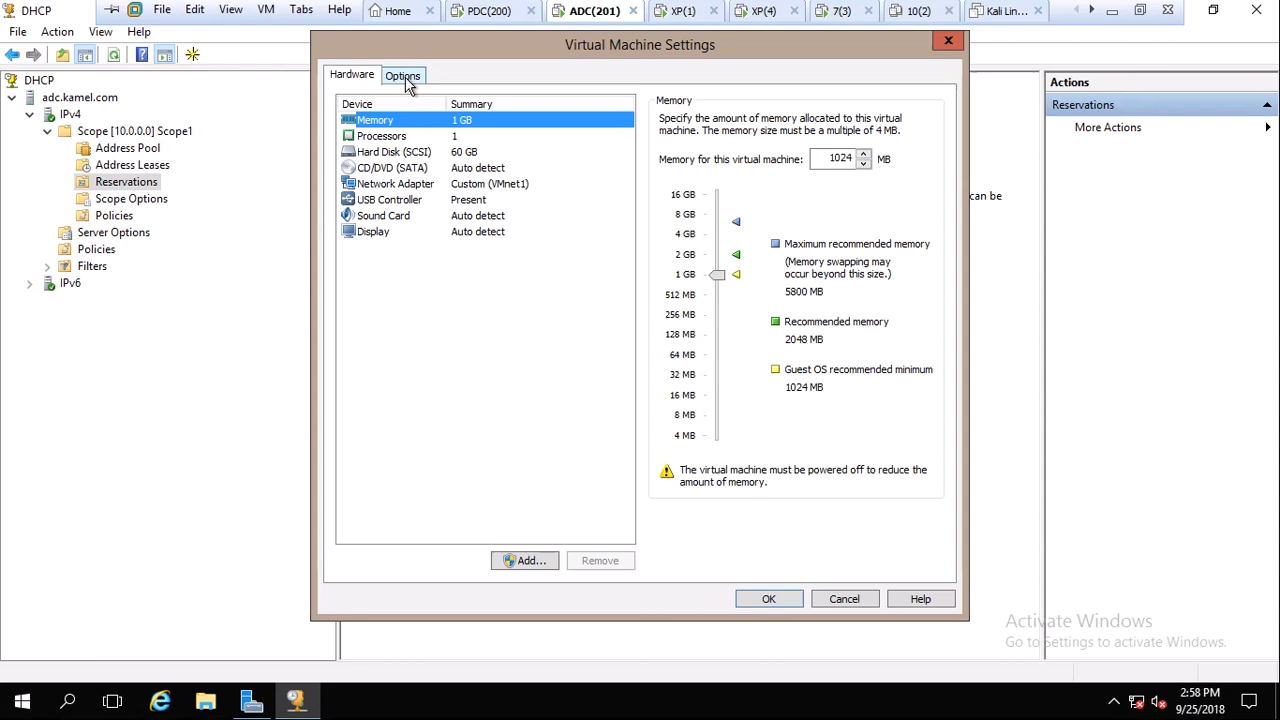 DHCP
File Edit View VM Tabs Help
Home
PDC(200)
ADC(201)
XP(1)
XP(4)
7(3)
10(2)
Kali Lin...
File Action View Help
Virtual Machine Settings
DHCP
adc.kamel.com
IPv4
Scope [10.0.0.0] Scope1
Address Pool
Address Leases
Reservations
Scope Options
Policies
Server Options
Policies
Filters
IPv6
Hardware Options
Device Summary
Memory 1 GB
Processors 1
Hard Disk (SCSI) 60 GB
CD/DVD (SATA) Auto detect
Network Adapter Custom (VMnet1)
USB Controller Present
Sound Card Auto detect
Display Auto detect
Add... Remove
Memory
Specify the amount of memory allocated to this virtual
machine. The memory size must be a multiple of 4 MB.
Memory for this virtual machine: 1024 MB
16 GB
8 GB
4 GB
2 GB
1 GB
512 MB
256 MB
128 MB
64 MB
32 MB
16 MB
8 MB
4 MB
Maximum recommended memory
(Memory swapping may
occur beyond this size.)
5800 MB
Recommended memory
2048 MB
Guest OS recommended minimum
1024 MB
The virtual machine must be powered off to reduce the
amount of memory.
OK Cancel Help
ns can be
Actions
Reservations
More Actions
Activate Windows
Go to Settings to activate Windows.
2:58 PM
9/25/2018